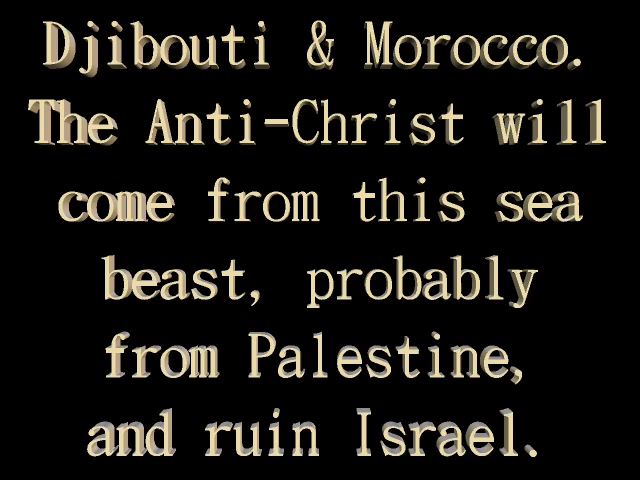 Djibouti & Morocco.
The Anti-Christ will
come from this sea
beast, probably
from Palestine,
and ruin Israel.